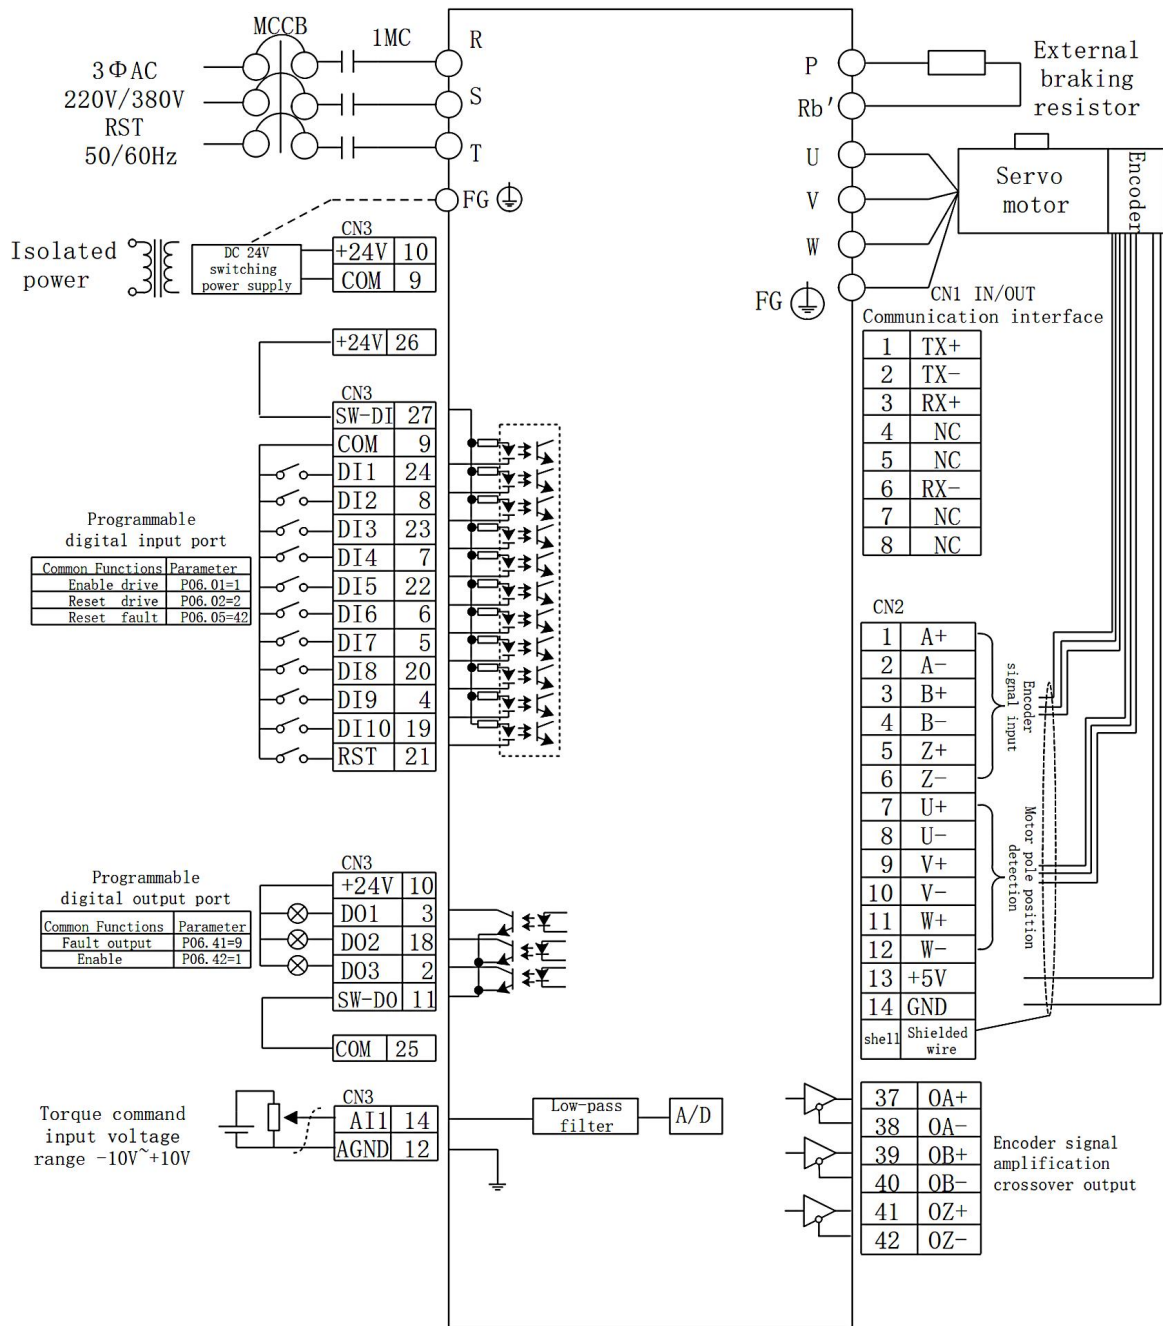 MCCB
1MC
3ΦAC
220V/380V
RST
50/60Hz
R
S
T
FG
Isolated
power
DC 24V
switching
power supply
CN3
+24V 10
COM 9
+24V 26
CN3
SW-DI 27
COM 9
DI1 24
DI2 8
DI3 23
DI4 7
DI5 22
DI6 6
DI7 5
DI8 20
DI9 4
DI10 19
RST 21
Programmable
digital input port
Common Functions Parameter
Enable drive P06.01=1
Reset drive P06.02=2
Reset fault P06.05=42
Programmable
digital output port
Common Functions Parameter
Fault output P06.41=9
Enable P06.42=1
CN3
+24V 10
DO1 3
DO2 18
DO3 2
SW-DO 11
COM 25
Torque command
input voltage
range -10V~+10V
CN3
AI1 14
AGND 12
Low-pass
filter
A/D
P
Rb'
External
braking
resistor
U
V
W
FG
Servo
motor
Encoder
CN1 IN/OUT
Communication interface
1 TX+
2 TX-
3 RX+
4 NC
5 NC
6 RX-
7 NC
8 NC
CN2
1 A+
2 A-
3 B+
4 B-
5 Z+
6 Z-
7 U+
8 U-
9 V+
10 V-
11 W+
12 W-
13 +5V
14 GND
shell Shielded
wire
Encoder
signal input
Motor pole position
detection
37 OA+
38 OA-
39 OB+
40 OB-
41 OZ+
42 OZ-
Encoder signal
amplification
crossover output